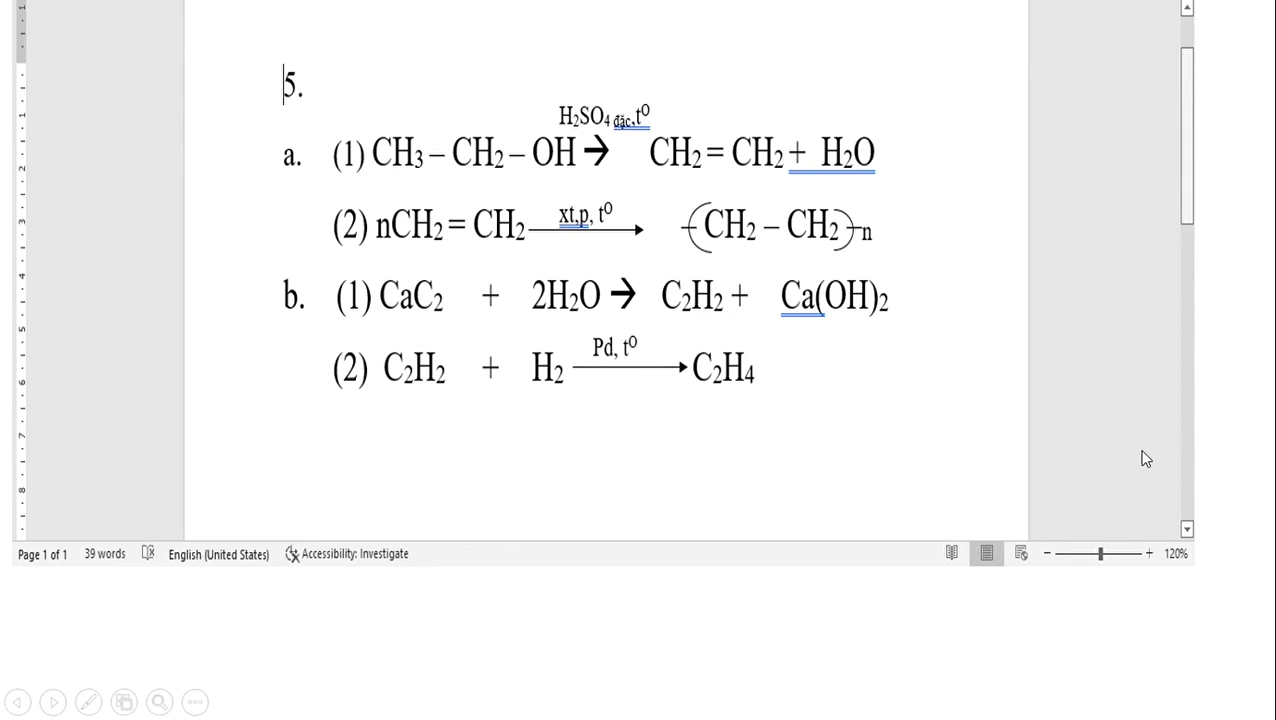 5.
H₂SO₄ đặc,t⁰
a. (1) CH₃ – CH₂ – OH → CH₂ = CH₂ + H₂O
xt,p, t⁰
(2) nCH₂ = CH₂ → (CH₂ – CH₂)n
b. (1) CaC₂ + 2H₂O → C₂H₂ + Ca(OH)₂
Pd, t⁰
(2) C₂H₂ + H₂ → C₂H₄
Page 1 of 1 39 words English (United States) Accessibility: Investigate 120%